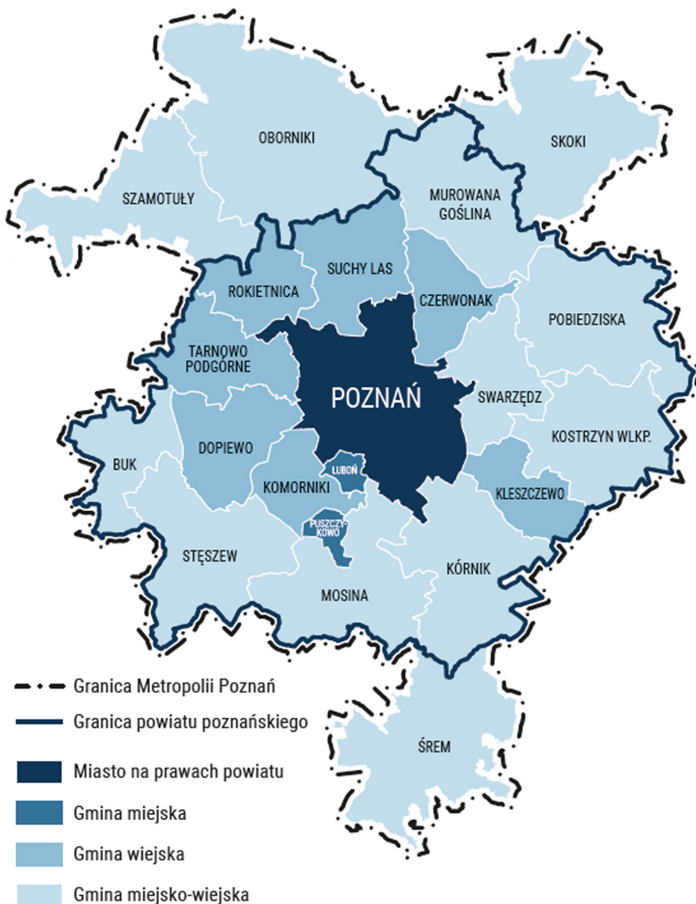 OBORNIKI
SKOKI
SZAMOTUŁY
MUROWANA
GOŚLINA
SUCHY LAS
ROKIETNICA
CZERWONAK
POBIEDZISKA
TARNOWO
PODGÓRNE
POZNAŃ
SWARZĘDZ
KOSTRZYN WLKP.
DOPIEWO
BUK
LUBOŃ
KOMORNIKI
KLESZCZEWO
PUSZCZY-
KOWO
STĘSZEW
KÓRNIK
MOSINA
ŚREM
Granica Metropolii Poznań
Granica powiatu poznańskiego
Miasto na prawach powiatu
Gmina miejska
Gmina wiejska
Gmina miejsko-wiejska